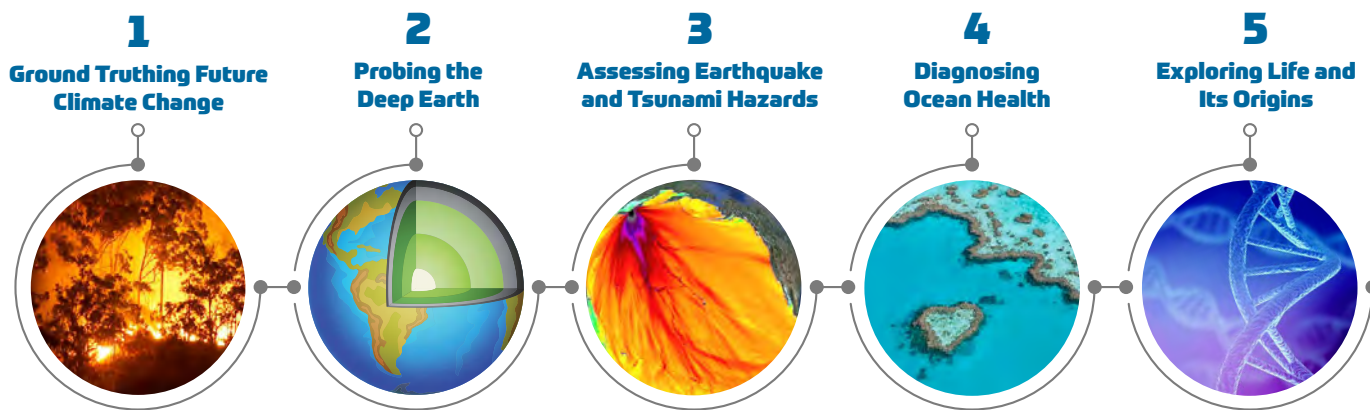 1
Ground Truthing Future
Climate Change
2
Probing the
Deep Earth
3
Assessing Earthquake
and Tsunami Hazards
4
Diagnosing
Ocean Health
5
Exploring Life and
Its Origins